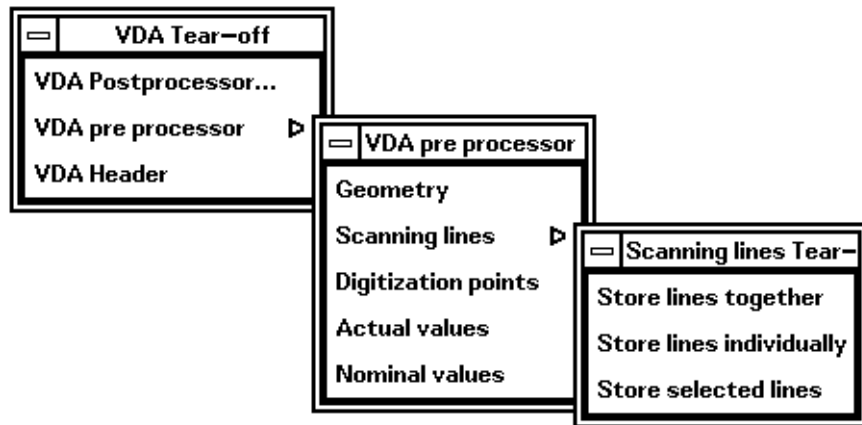 VDA Tear-off
VDA Postprocessor...
VDA pre processor
VDA Header
VDA pre processor
Geometry
Scanning lines
Digitization points
Actual values
Nominal values
Scanning lines Tear-
Store lines together
Store lines individually
Store selected lines